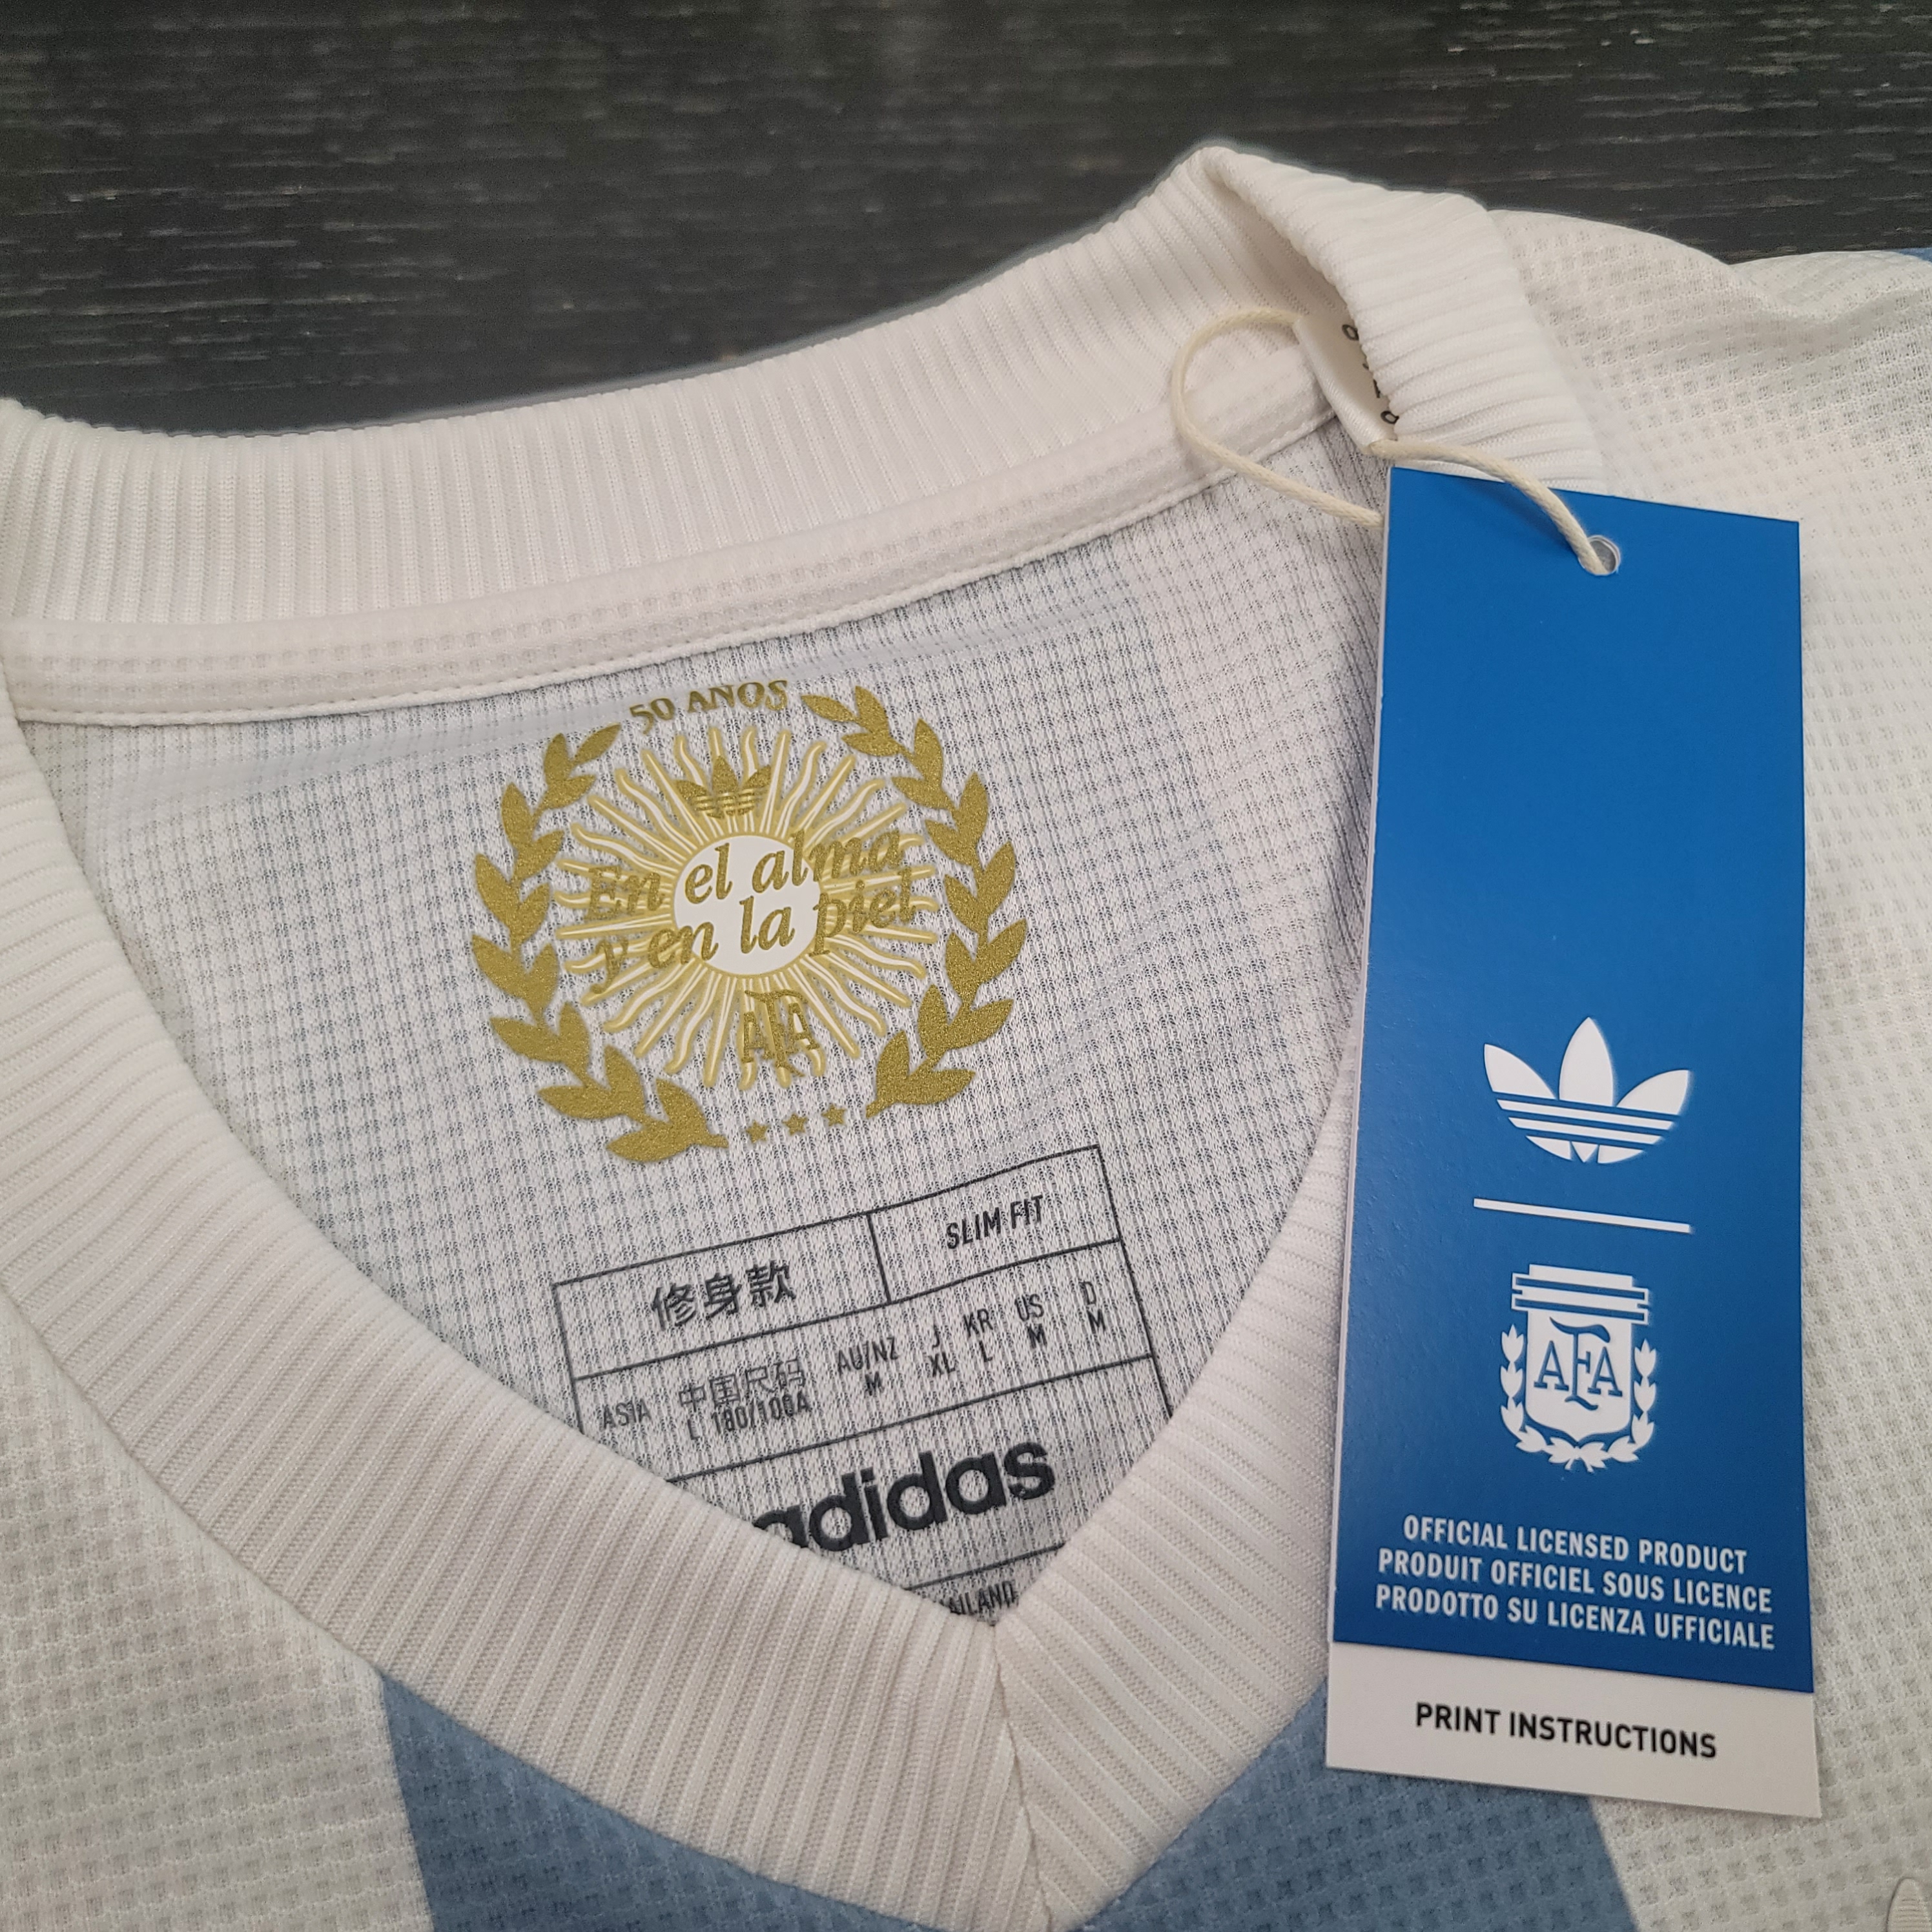 50 AÑOS
En el alma
y en la piel
AFA
修身款
SLIM FIT
ASIA 中国尺码 AU/NZ J KR US D
L 180/100A M XL L M M
adidas
AFA
OFFICIAL LICENSED PRODUCT
PRODUIT OFFICIEL SOUS LICENCE
PRODOTTO SU LICENZA UFFICIALE
PRINT INSTRUCTIONS